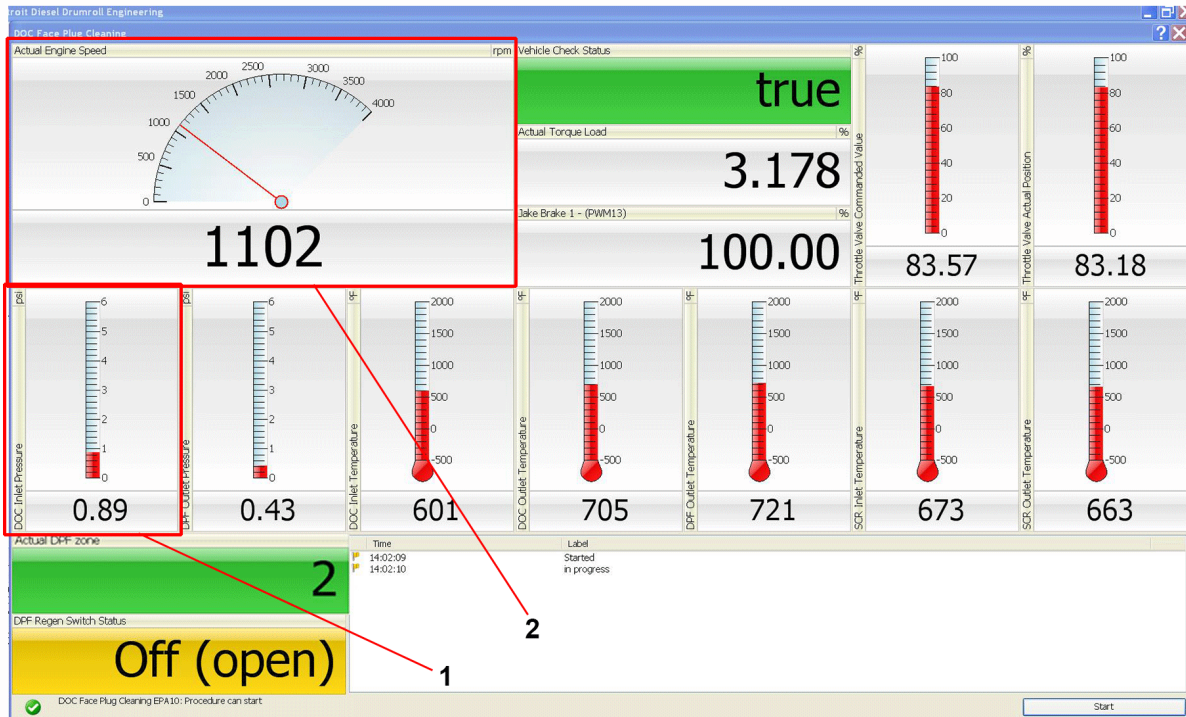 roit Diesel Drumroll Engineering
DOC Face Plug Cleaning
Actual Engine Speed rpm
0 500 1000 1500 2000 2500 3000 3500 4000
1102
Vehicle Check Status
true
Actual Torque Load %
3.178
Jake Brake 1 - (PWM13) %
100.00
% Throttle Valve Commanded Value
100
80
60
40
20
0
83.57
% Throttle Valve Actual Position
100
80
60
40
20
0
83.18
psi DOC Inlet Pressure
6
5
4
3
2
1
0
0.89
psi DPF Outlet Pressure
6
5
4
3
2
1
0
0.43
°F DOC Inlet Temperature
2000
1500
1000
500
0
-500
601
°F DOC Outlet Temperature
2000
1500
1000
500
0
-500
705
°F DPF Outlet Temperature
2000
1500
1000
500
0
-500
721
°F SCR Inlet Temperature
2000
1500
1000
500
0
-500
673
°F SCR Outlet Temperature
2000
1500
1000
500
0
-500
663
Actual DPF zone
2
DPF Regen Switch Status
Off (open)
Time Label
14:02:09 Started
14:02:10 in progress
2
1
DOC Face Plug Cleaning EPA10: Procedure can start
Start